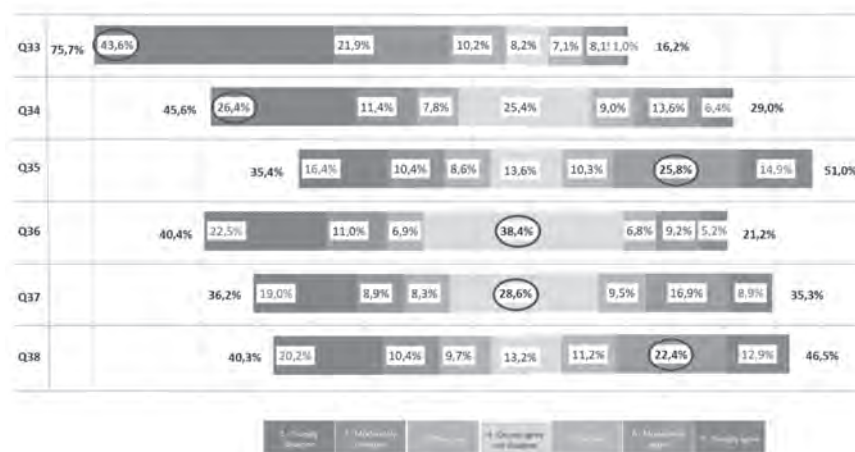 Q33 75,7% 43,6% 21,9% 10,2% 8,2% 7,1% 8,1% 1,0% 16,2%
Q34 45,6% 26,4% 11,4% 7,8% 25,4% 9,0% 13,6% 6,4% 29,0%
Q35 35,4% 16,4% 10,4% 8,6% 13,6% 10,3% 25,8% 14,9% 51,0%
Q36 40,4% 22,5% 11,0% 6,9% 38,4% 6,8% 9,2% 5,2% 21,2%
Q37 36,2% 19,0% 8,9% 8,3% 28,6% 9,5% 16,9% 8,9% 35,3%
Q38 40,3% 20,2% 10,4% 9,7% 13,2% 11,2% 22,4% 12,9% 46,5%